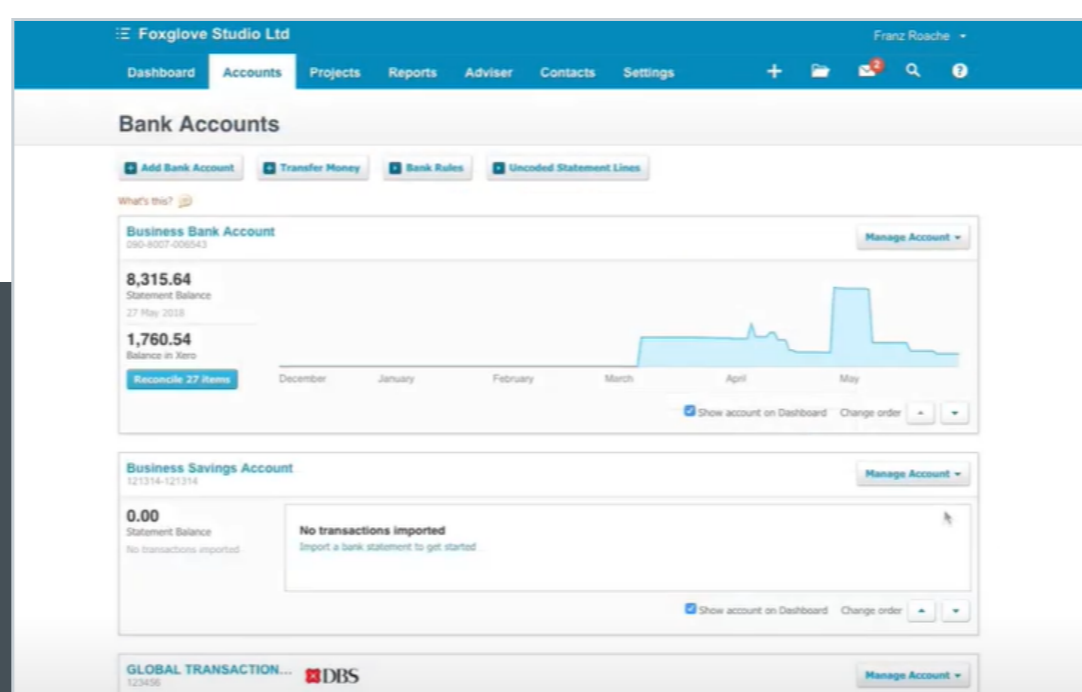 Foxglove Studio Ltd
Franz Roache
Dashboard Accounts Projects Reports Adviser Contacts Settings
2
?
Bank Accounts
Add Bank Account Transfer Money Bank Rules Uncoded Statement Lines
What's this?
Business Bank Account
090-8007-006543
Manage Account
8,315.64
Statement Balance
27 May 2018
1,760.54
Balance in Xero
Reconcile 27 items
December January February March April May
Show account on Dashboard Change order
Business Savings Account
121314-121314
Manage Account
0.00
Statement Balance
No transactions imported
No transactions imported
Import a bank statement to get started
Show account on Dashboard Change order
GLOBAL TRANSACTION... DBS
123456
Manage Account